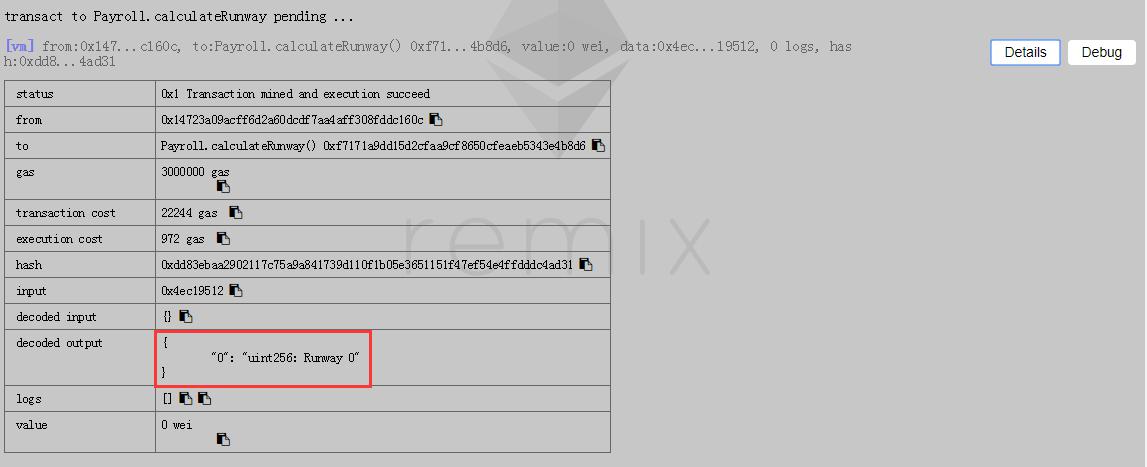 transact to Payroll.calculateRunway pending ...
[vm] from:0x147...c160c, to:Payroll.calculateRunway() 0xf71...4b8d6, value:0 wei, data:0x4ec...19512, 0 logs, has
h:0xdd8...4ad31
Details Debug
status 0x1 Transaction mined and execution succeed
from 0x14723a09acff6d2a60dcdf7aa4aff308fddc160c
to Payroll.calculateRunway() 0xf7171a9dd15d2cfaa9cf8650cfeaeb5343e4b8d6
gas 3000000 gas
transaction cost 22244 gas
execution cost 972 gas
hash 0xdd83ebaa2902117c75a9a841739d110f1b05e3651151f47ef54e4ffdddc4ad31
input 0x4ec19512
decoded input {}
decoded output {
"0": "uint256: Runway 0"
}
logs []
value 0 wei
remix